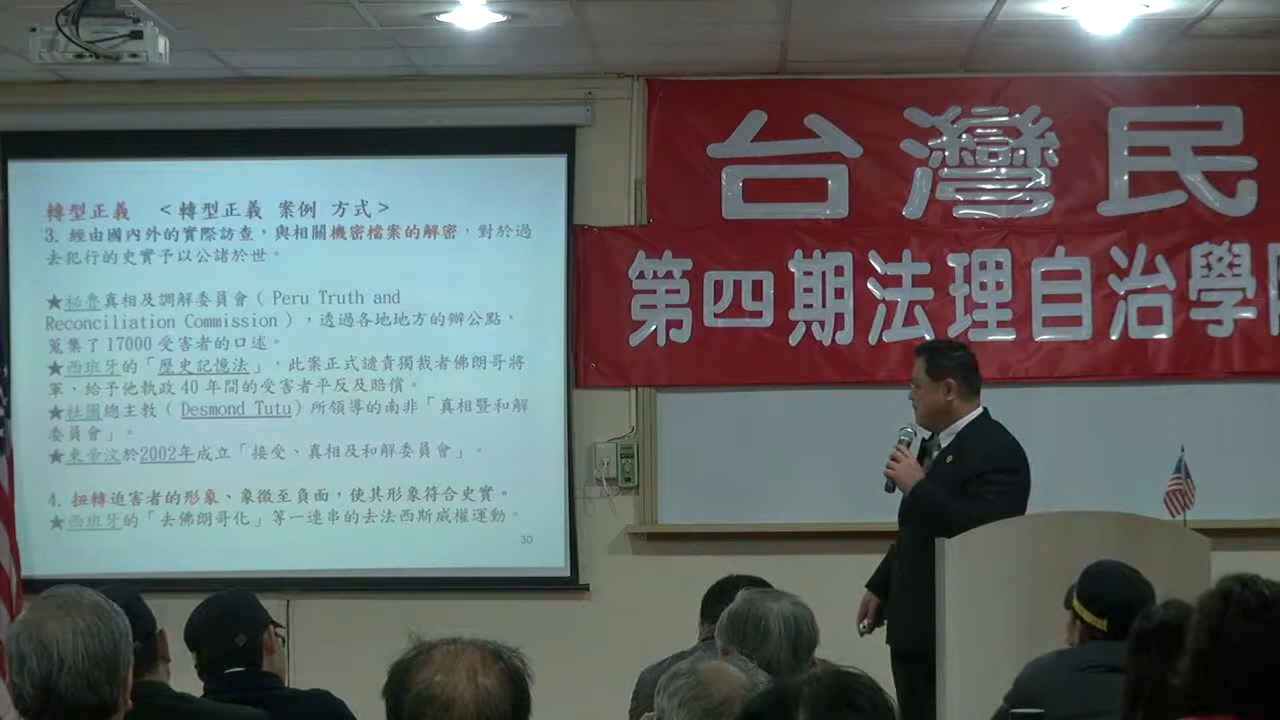 轉型正義 <轉型正義 案例 方式>
3. 經由國內外的實際訪查，與相關機密檔案的解密，對於過
去犯行的史實予以公諸於世。
★祕魯真相及調解委員會 ( Peru Truth and
Reconciliation Commission ) ，透過各地地方的辦公點，
蒐集了 17000 受害者的口述。
★西班牙的「歷史記憶法」，此案正式譴責獨裁者佛朗哥將
軍，給予他執政 40 年間的受害者平反及賠償。
★杜圖總主教 ( Desmond Tutu) 所領導的南非「真相暨和解
委員會」。
★東帝汶於2002年成立「接受、真相及和解委員會」。
4. 扭轉迫害者的形象、象徵至負面，使其形象符合史實。
★西班牙的「去佛朗哥化」等一連串的去法西斯威權運動。
30
台灣民
第四期法理自治學院